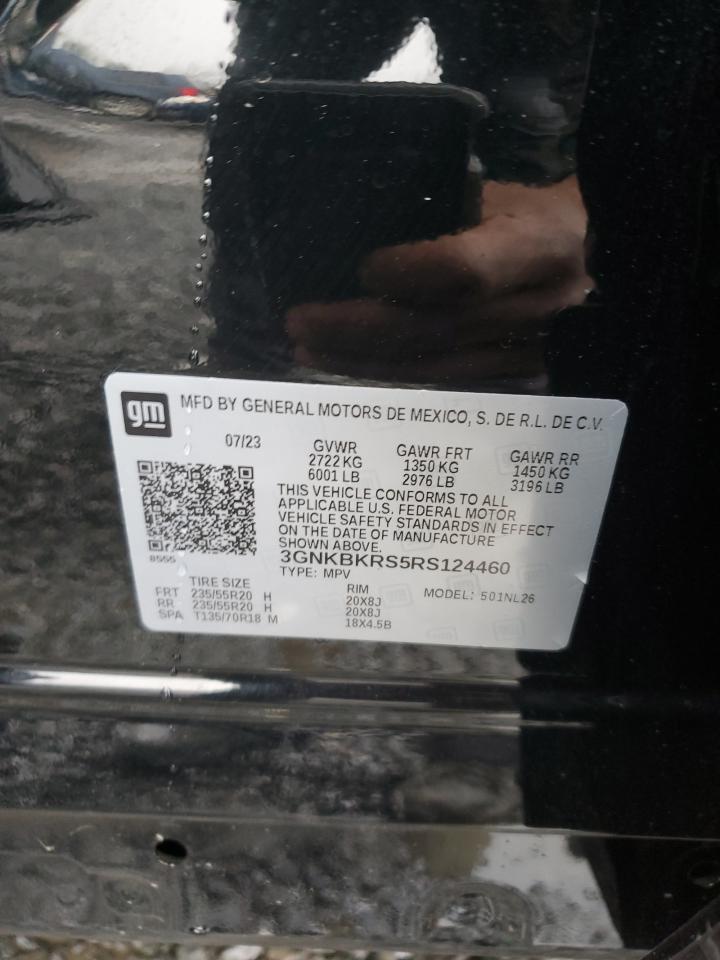 gm
MFD BY GENERAL MOTORS DE MEXICO, S. DE R.L. DE C.V.
07/23 GVWR GAWR FRT GAWR RR
2722 KG 1350 KG 1450 KG
6001 LB 2976 LB 3196 LB
THIS VEHICLE CONFORMS TO ALL
APPLICABLE U.S. FEDERAL MOTOR
VEHICLE SAFETY STANDARDS IN EFFECT
ON THE DATE OF MANUFACTURE
SHOWN ABOVE.
8555
3GNKBKRS5RS124460
TYPE: MPV MODEL: 501NL26
TIRE SIZE RIM
FRT 235/55R20 H 20X8J
RR 235/55R20 H 20X8J
SPA T135/70R18 M 18X4.5B